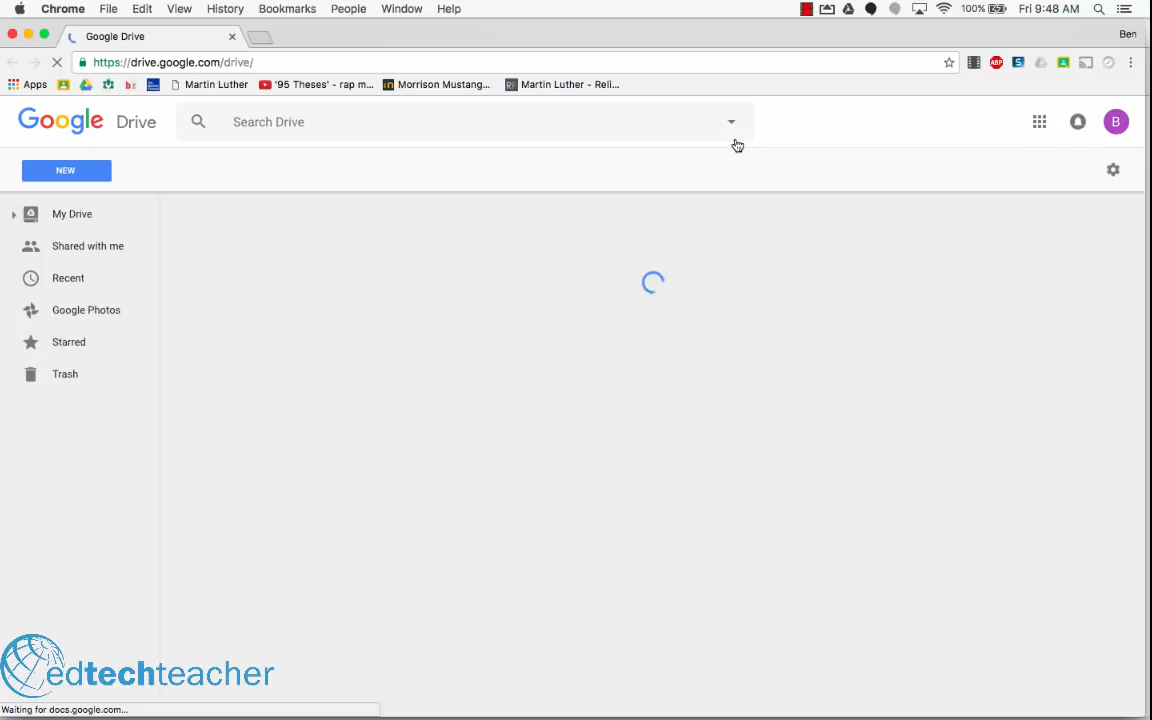 Chrome File Edit View History Bookmarks People Window Help 100% Fri 9:48 AM
Google Drive Ben
https://drive.google.com/drive/
Apps bz Martin Luther '95 Theses' - rap m... Morrison Mustang... RF Martin Luther - Reli...
Google Drive Search Drive B
NEW
My Drive
Shared with me
Recent
Google Photos
Starred
Trash
edtechteacher
Waiting for docs.google.com...